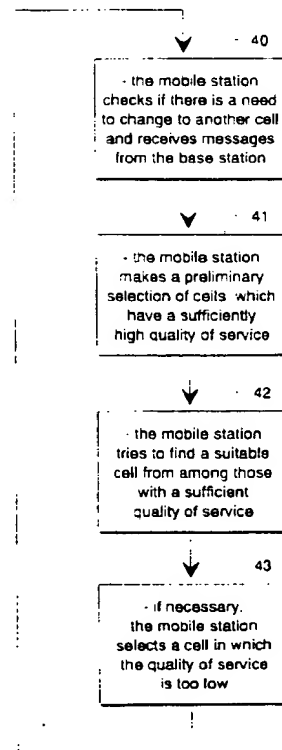 40
- the mobile station
checks if there is a need
to change to another cell
and receives messages
from the base station
41
- the mobile station
makes a preliminary
selection of cells which
have a sufficiently
high quality of service
42
- the mobile station
tries to find a suitable
cell from among those
with a sufficient
quality of service
43
- if necessary,
the mobile station
selects a cell in which
the quality of service
is too low